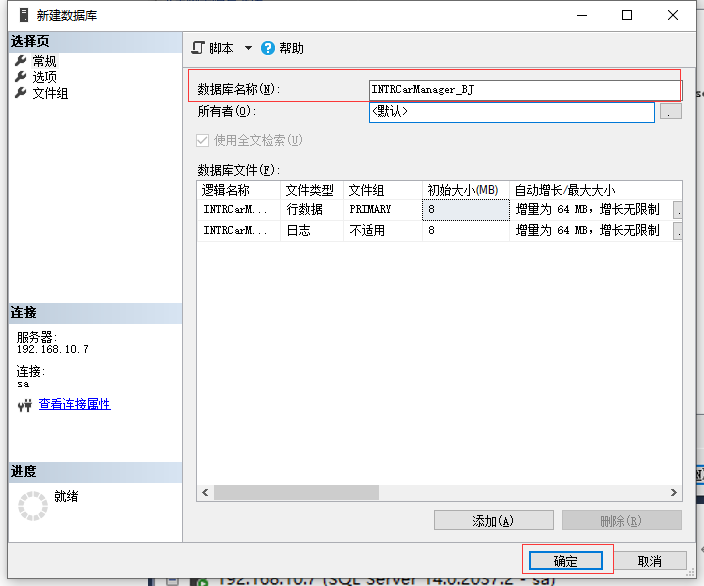 新建数据库
选择页
常规
选项
文件组
脚本
帮助
数据库名称(N):
INTRCarManager_BJ
所有者(O):
<默认>
使用全文检索(U)
数据库文件(F):
逻辑名称 文件类型 文件组 初始大小(MB) 自动增长/最大大小
INTRCarM... 行数据 PRIMARY 8 增量为 64 MB，增长无限制
INTRCarM... 日志 不适用 8 增量为 64 MB，增长无限制
连接
服务器:
192.168.10.7
连接:
sa
查看连接属性
进度
就绪
添加(A)
删除(R)
确定
取消
192.168.10.7 (SQL Server 14.0.2037.2 - sa)